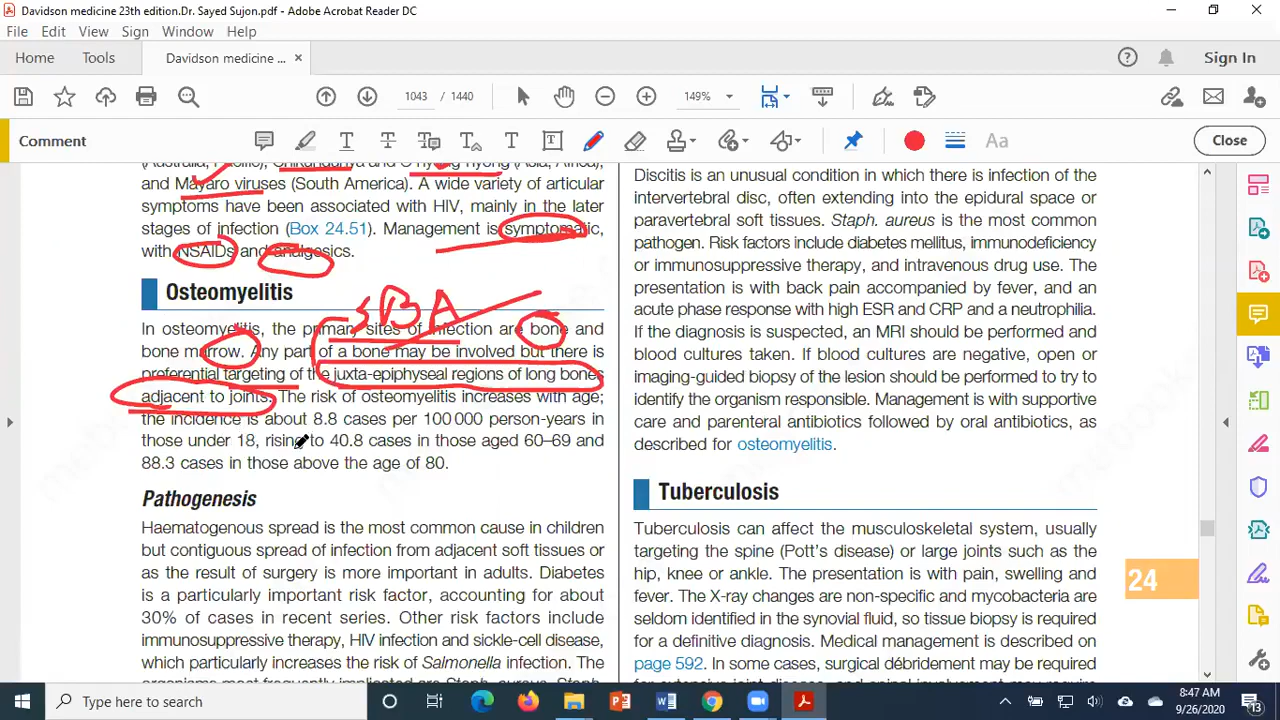 Davidson medicine 23th edition.Dr. Sayed Sujon.pdf - Adobe Acrobat Reader DC
File Edit View Sign Window Help
Home Tools Davidson medicine ... Sign In
1043 / 1440 149%
Comment Close
(Australia, Pacific), Chikungunya and O'nyong-nyong (Asia, Africa),
and Mayaro viruses (South America). A wide variety of articular
symptoms have been associated with HIV, mainly in the later
stages of infection (Box 24.51). Management is symptomatic,
with NSAIDs and analgesics.
Osteomyelitis
SBA
In osteomyelitis, the primary sites of infection are bone and
bone marrow. Any part of a bone may be involved but there is
preferential targeting of the juxta-epiphyseal regions of long bones
adjacent to joints. The risk of osteomyelitis increases with age;
the incidence is about 8.8 cases per 100 000 person-years in
those under 18, rising to 40.8 cases in those aged 60–69 and
88.3 cases in those above the age of 80.
Pathogenesis
Haematogenous spread is the most common cause in children
but contiguous spread of infection from adjacent soft tissues or
as the result of surgery is more important in adults. Diabetes
is a particularly important risk factor, accounting for about
30% of cases in recent series. Other risk factors include
immunosuppressive therapy, HIV infection and sickle-cell disease,
which particularly increases the risk of Salmonella infection. The
organisms most frequently implicated are Staph. aureus, Staph.
Discitis is an unusual condition in which there is infection of the
intervertebral disc, often extending into the epidural space or
paravertebral soft tissues. Staph. aureus is the most common
pathogen. Risk factors include diabetes mellitus, immunodeficiency
or immunosuppressive therapy, and intravenous drug use. The
presentation is with back pain accompanied by fever, and an
acute phase response with high ESR and CRP and a neutrophilia.
If the diagnosis is suspected, an MRI should be performed and
blood cultures taken. If blood cultures are negative, open or
imaging-guided biopsy of the lesion should be performed to try to
identify the organism responsible. Management is with supportive
care and parenteral antibiotics followed by oral antibiotics, as
described for osteomyelitis.
Tuberculosis
Tuberculosis can affect the musculoskeletal system, usually
targeting the spine (Pott's disease) or large joints such as the
hip, knee or ankle. The presentation is with pain, swelling and
fever. The X-ray changes are non-specific and mycobacteria are
seldom identified in the synovial fluid, so tissue biopsy is required
for a definitive diagnosis. Medical management is described on
page 592. In some cases, surgical débridement may be required
24
Type here to search
8:47 AM
9/26/2020
13